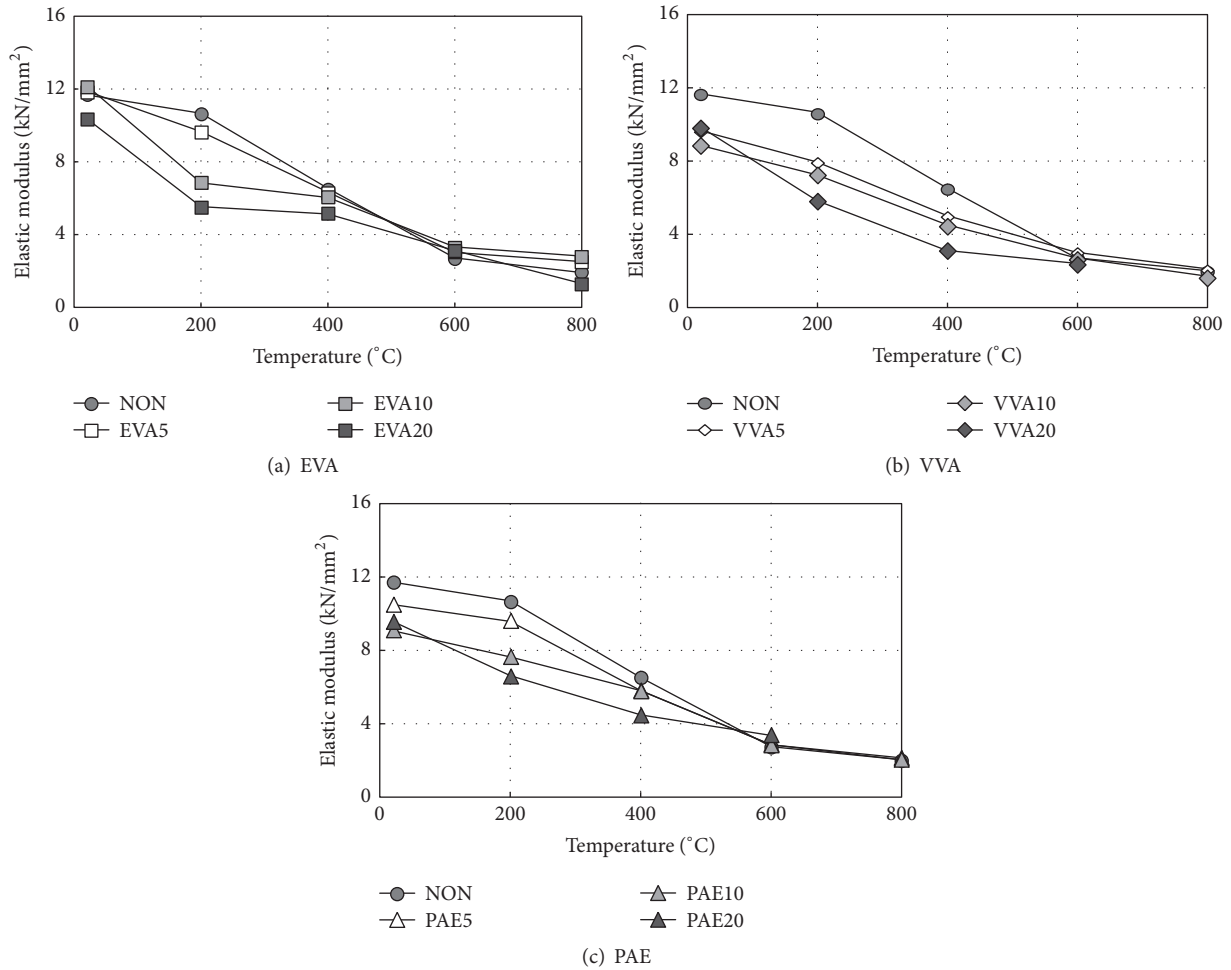 16
12
8
4
0
Elastic modulus (kN/mm²)
0 200 400 600 800
Temperature (°C)
NON
EVA5
EVA10
EVA20
(a) EVA
16
12
8
4
0
Elastic modulus (kN/mm²)
0 200 400 600 800
Temperature (°C)
NON
VVA5
VVA10
VVA20
(b) VVA
16
12
8
4
0
Elastic modulus (kN/mm²)
0 200 400 600 800
Temperature (°C)
NON
PAE5
PAE10
PAE20
(c) PAE